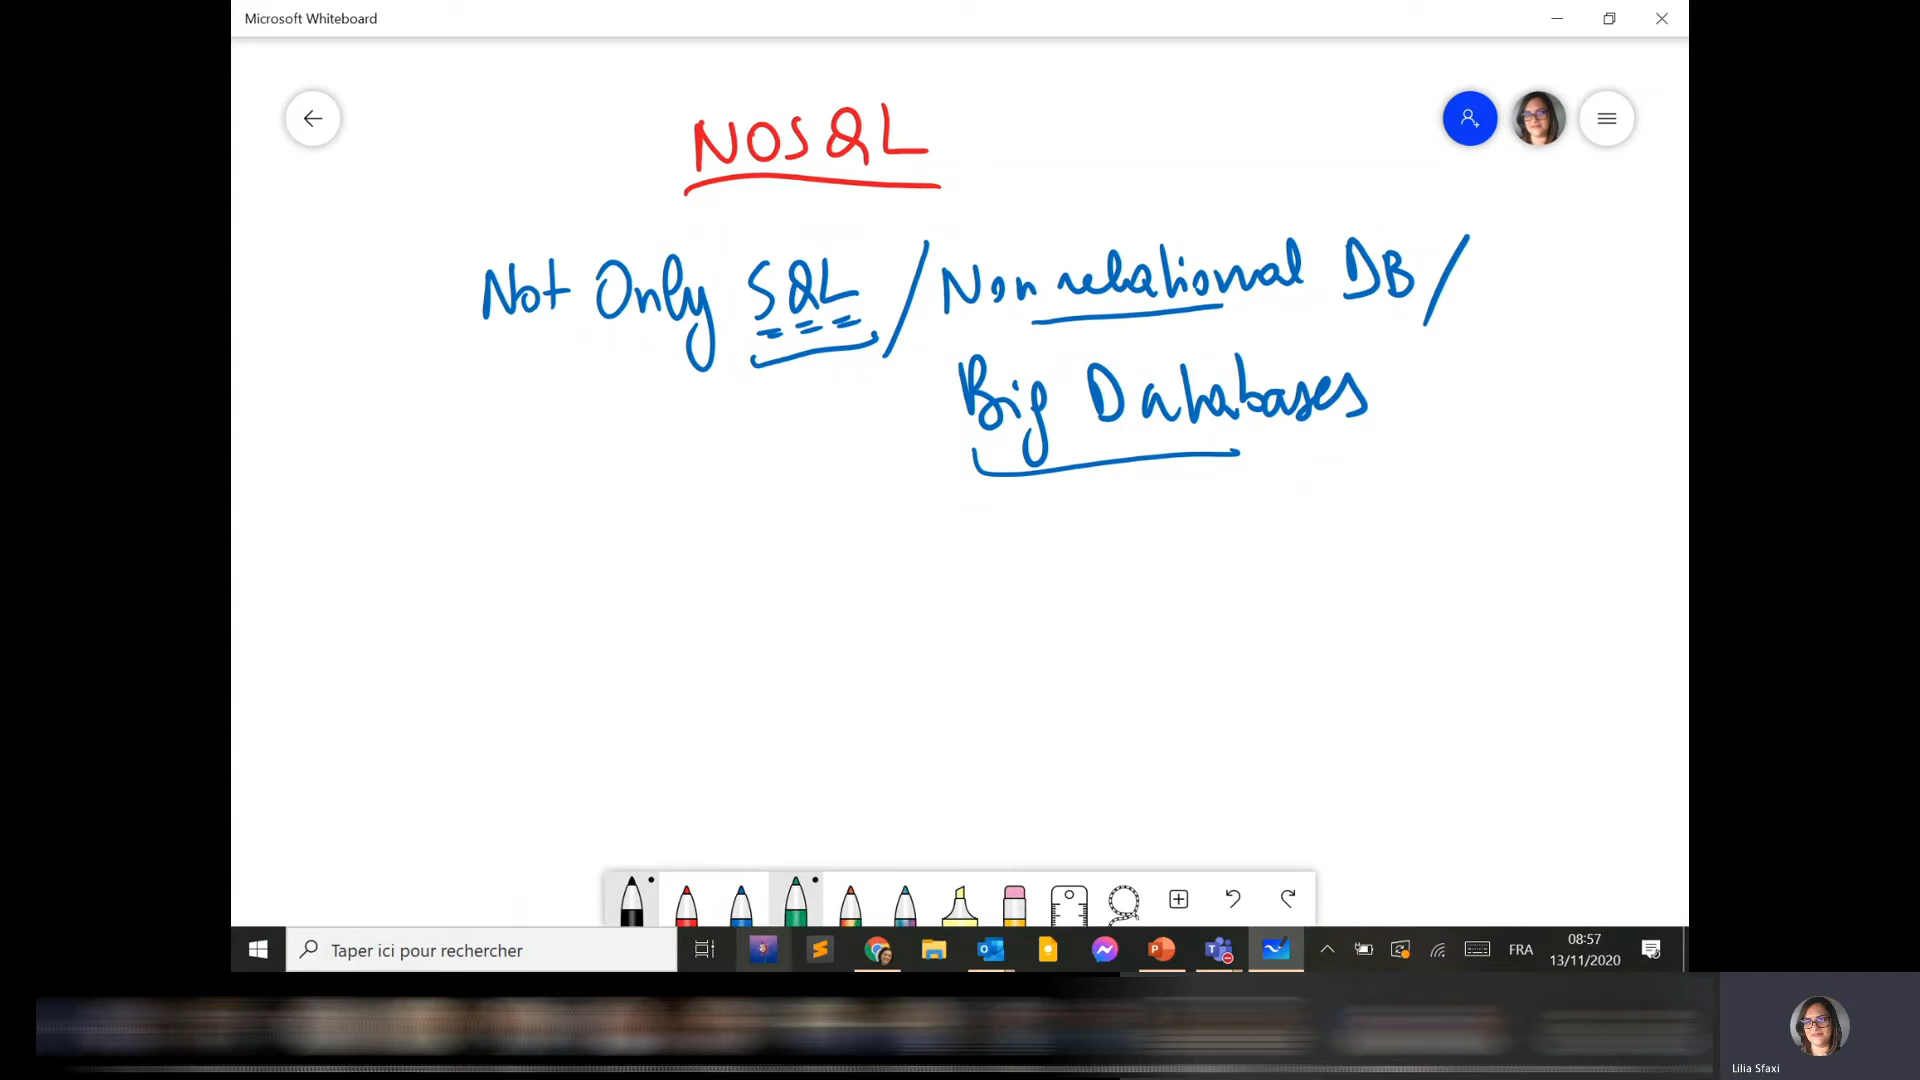 Microsoft Whiteboard
NOSQL
Not Only SQL / Non relational DB /
Big Databases
Taper ici pour rechercher
FRA
08:57
13/11/2020
Lilia Sfaxi